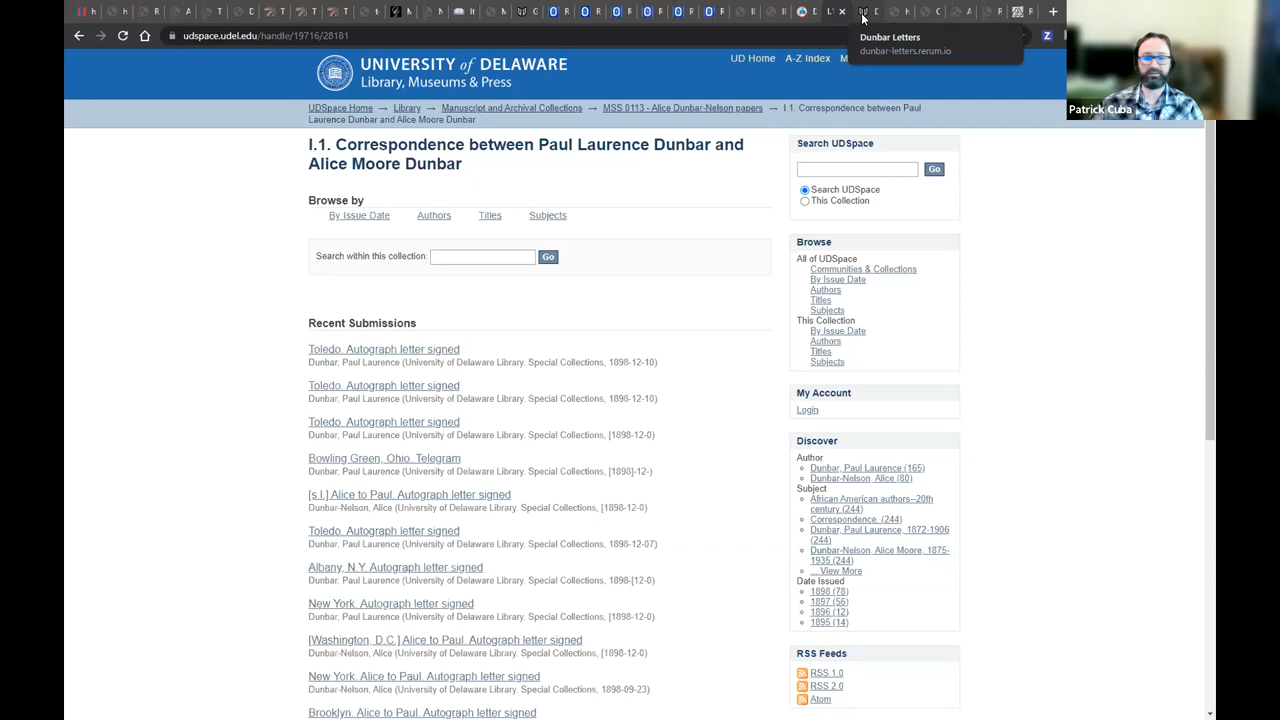 udspace.udel.edu/handle/19716/28181
Dunbar Letters
dunbar-letters.rerum.io
Patrick Cuba
UNIVERSITY of DELAWARE
Library, Museums & Press
UD Home A-Z Index
UDSpace Home → Library → Manuscript and Archival Collections → MSS 0113 - Alice Dunbar-Nelson papers → I.1. Correspondence between Paul
Laurence Dunbar and Alice Moore Dunbar
I.1. Correspondence between Paul Laurence Dunbar and
Alice Moore Dunbar
Browse by
By Issue Date Authors Titles Subjects
Search within this collection: Go
Recent Submissions
Toledo. Autograph letter signed
Dunbar, Paul Laurence (University of Delaware Library. Special Collections, 1898-12-10)
Toledo. Autograph letter signed
Dunbar, Paul Laurence (University of Delaware Library. Special Collections, 1898-12-10)
Toledo. Autograph letter signed
Dunbar, Paul Laurence (University of Delaware Library. Special Collections, [1898-12-0)
Bowling Green, Ohio. Telegram
Dunbar, Paul Laurence (University of Delaware Library. Special Collections, [1898]-12-)
[s.l.] Alice to Paul. Autograph letter signed
Dunbar-Nelson, Alice (University of Delaware Library. Special Collections, [1898-12-0)
Toledo. Autograph letter signed
Dunbar, Paul Laurence (University of Delaware Library. Special Collections, 1898-12-07)
Albany, N.Y. Autograph letter signed
Dunbar, Paul Laurence (University of Delaware Library. Special Collections, 1898-[12-0)
New York. Autograph letter signed
Dunbar, Paul Laurence (University of Delaware Library. Special Collections, [1898-12-0)
[Washington, D.C.] Alice to Paul. Autograph letter signed
Dunbar-Nelson, Alice (University of Delaware Library. Special Collections, [1898-12-0)
New York. Alice to Paul. Autograph letter signed
Dunbar-Nelson, Alice (University of Delaware Library. Special Collections, 1898-09-23)
Brooklyn. Alice to Paul. Autograph letter signed
Search UDSpace
Go
Search UDSpace
This Collection
Browse
All of UDSpace
Communities & Collections
By Issue Date
Authors
Titles
Subjects
This Collection
By Issue Date
Authors
Titles
Subjects
My Account
Login
Discover
Author
Dunbar, Paul Laurence (165)
Dunbar-Nelson, Alice (80)
Subject
African American authors--20th
century (244)
Correspondence. (244)
Dunbar, Paul Laurence, 1872-1906
(244)
Dunbar-Nelson, Alice Moore, 1875-
1935 (244)
... View More
Date Issued
1898 (78)
1897 (56)
1896 (12)
1895 (14)
RSS Feeds
RSS 1.0
RSS 2.0
Atom